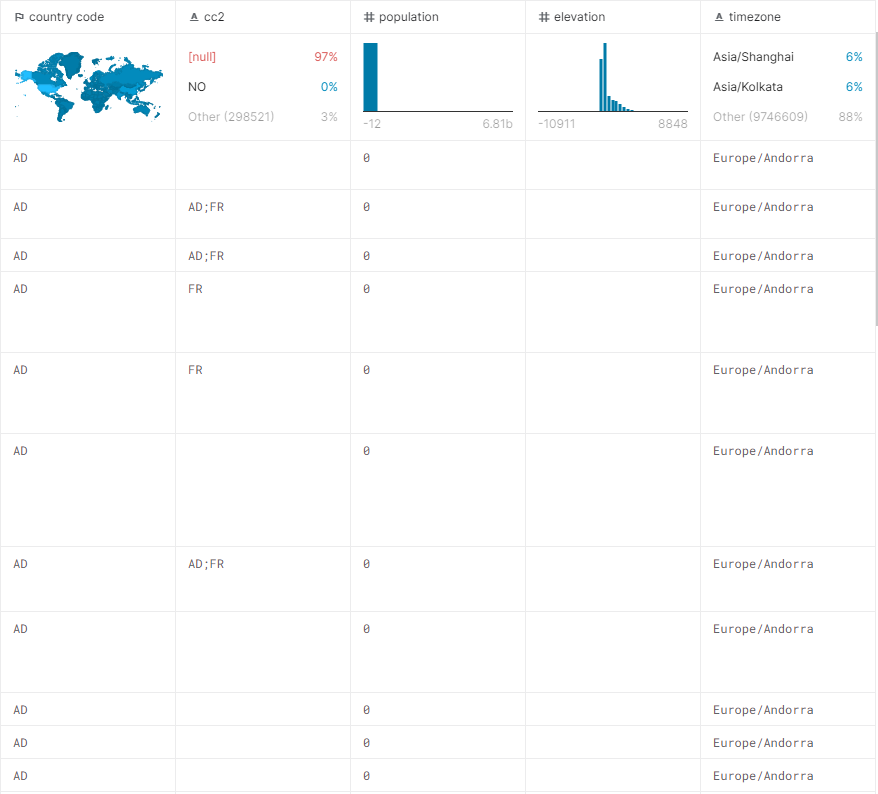 country code cc2 population elevation timezone
[null] 97% Asia/Shanghai 6%
NO 0% Asia/Kolkata 6%
Other (298521) 3% -12 6.81b -10911 8848 Other (9746609) 88%
AD 0 Europe/Andorra
AD AD;FR 0 Europe/Andorra
AD AD;FR 0 Europe/Andorra
AD FR 0 Europe/Andorra
AD FR 0 Europe/Andorra
AD 0 Europe/Andorra
AD AD;FR 0 Europe/Andorra
AD 0 Europe/Andorra
AD 0 Europe/Andorra
AD 0 Europe/Andorra
AD 0 Europe/Andorra